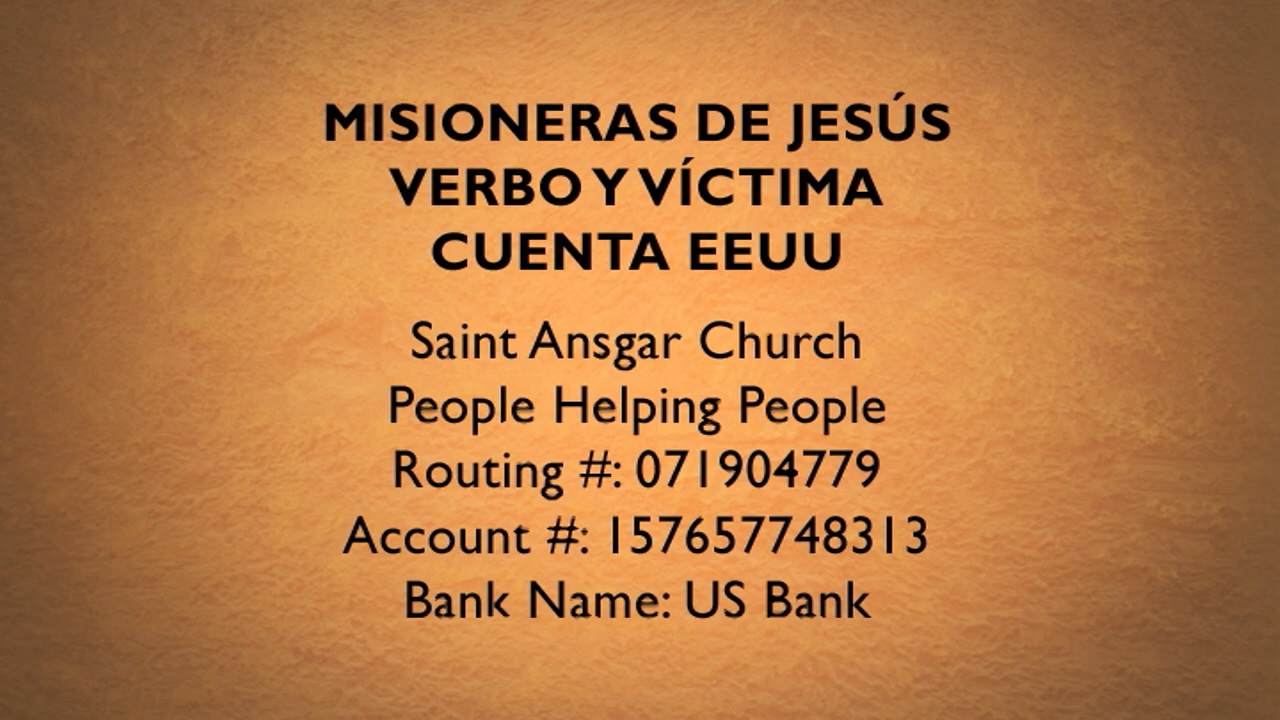 MISIONERAS DE JESÚS
VERBO Y VÍCTIMA
CUENTA EEUU
Saint Ansgar Church
People Helping People
Routing #: 071904779
Account #: 157657748313
Bank Name: US Bank